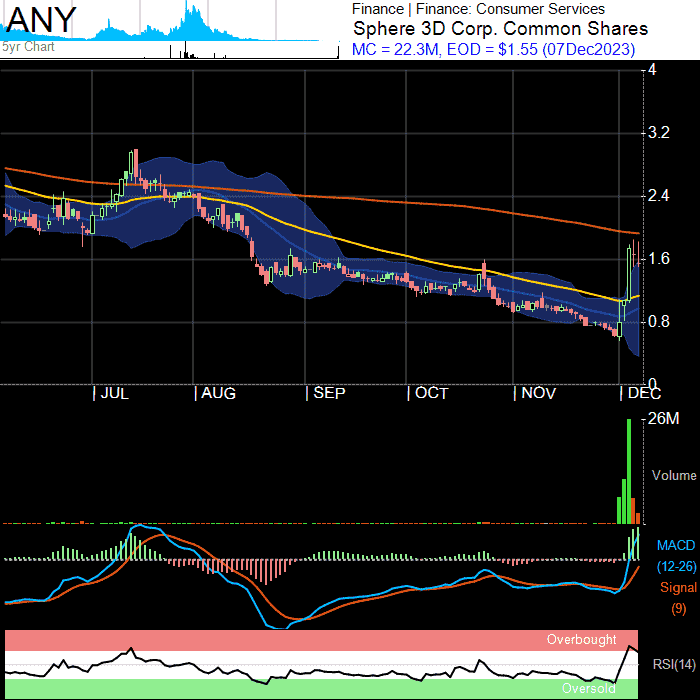 ANY
5yr Chart
Finance | Finance: Consumer Services
Sphere 3D Corp. Common Shares
MC = 22.3M, EOD = $1.55 (07Dec2023)
4
3.2
2.4
1.6
0.8
0
JUL
AUG
SEP
OCT
NOV
DEC
26M
Volume
MACD
(12-26)
Signal
(9)
Overbought
RSI(14)
Oversold